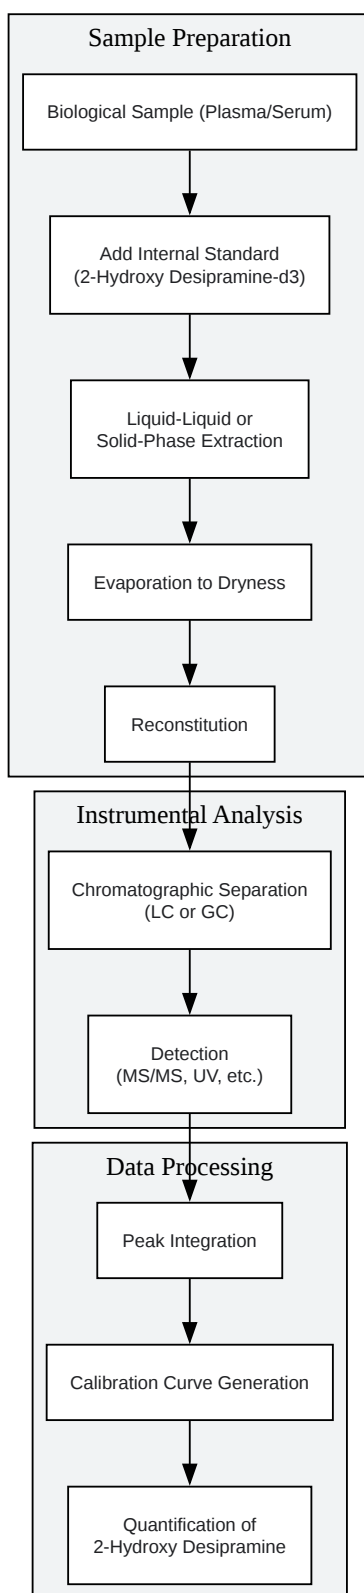 Sample Preparation
Biological Sample (Plasma/Serum)
Add Internal Standard
(2-Hydroxy Desipramine-d3)
Liquid-Liquid or
Solid-Phase Extraction
Evaporation to Dryness
Reconstitution
Instrumental Analysis
Chromatographic Separation
(LC or GC)
Detection
(MS/MS, UV, etc.)
Data Processing
Peak Integration
Calibration Curve Generation
Quantification of
2-Hydroxy Desipramine